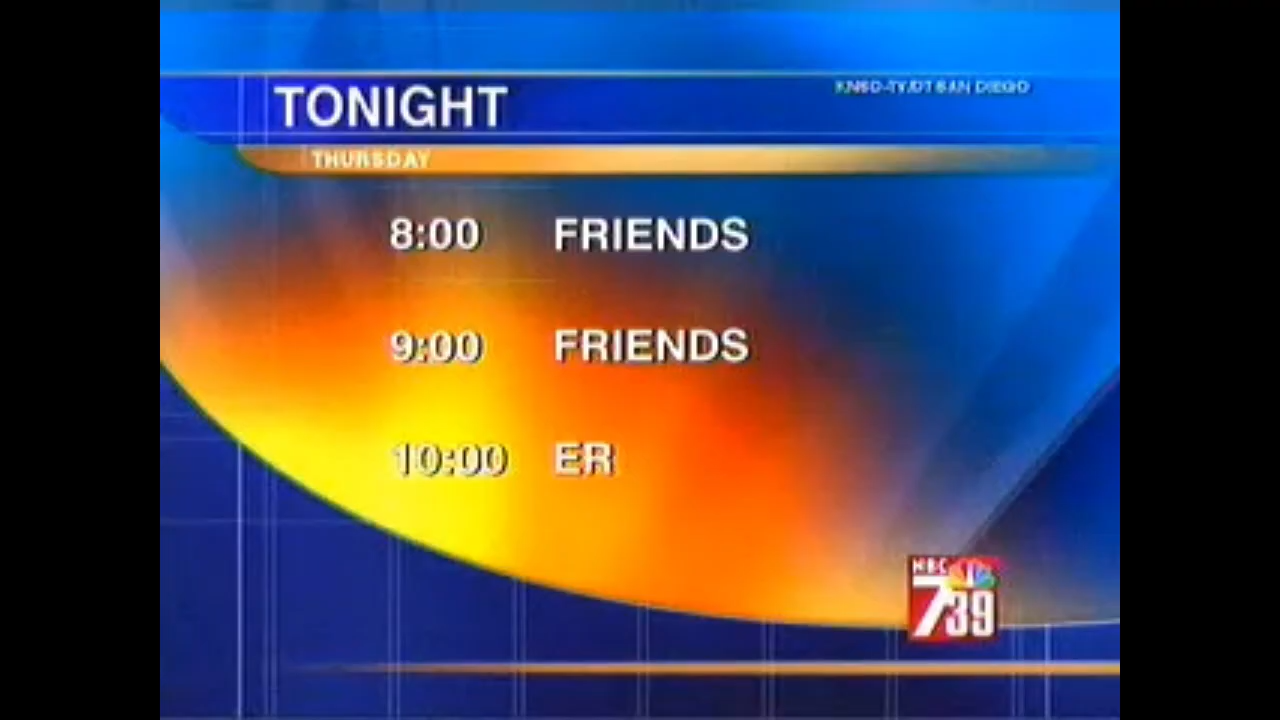 TONIGHT
KNSD-TV/DT SAN DIEGO
THURSDAY
8:00 FRIENDS
9:00 FRIENDS
10:00 ER
NBC
7 39